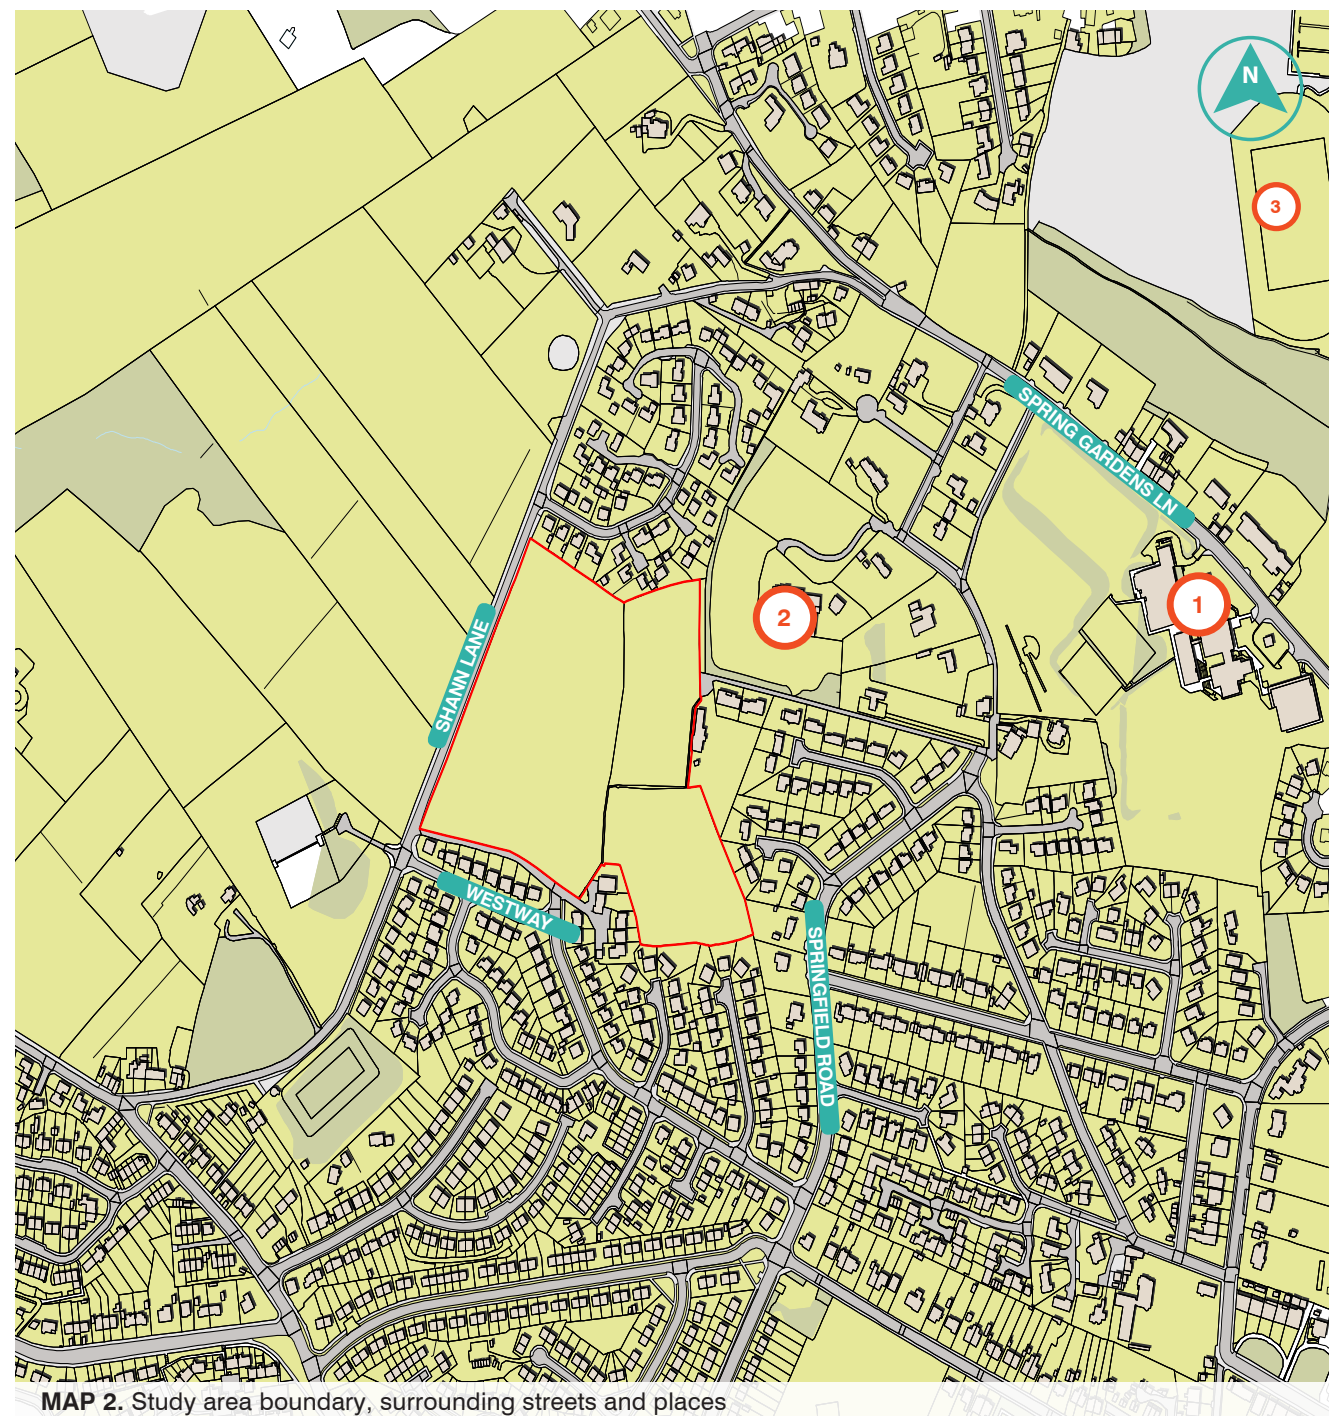 N
3
SPRING GARDENS LN
1
2
SHANN LANE
WESTWAY
SPRINGFIELD ROAD
MAP 2. Study area boundary, surrounding streets and places